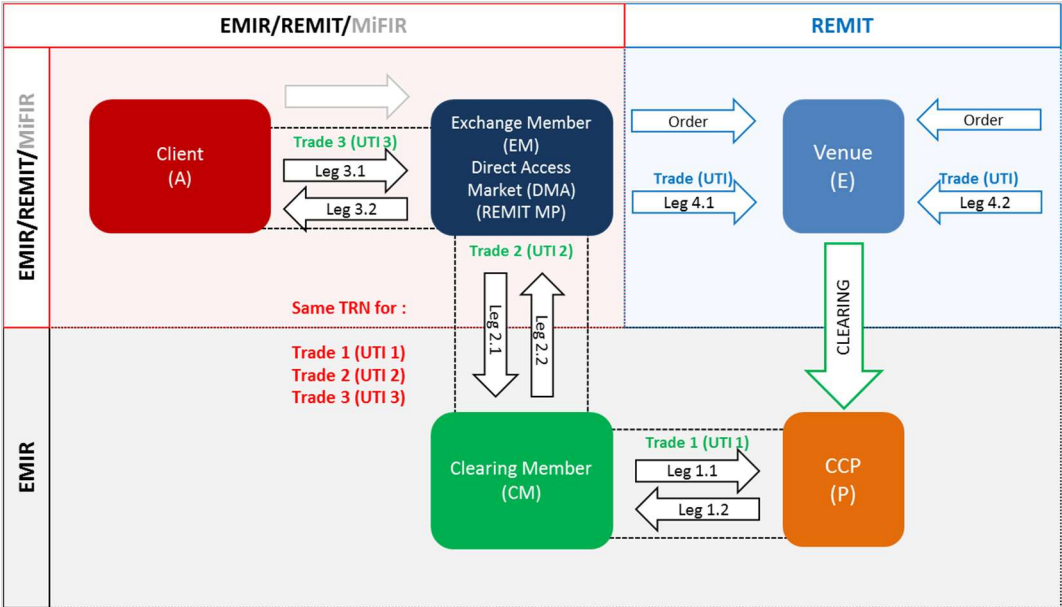 EMIR/REMIT/MiFIR
REMIT
EMIR/REMIT/MiFIR
Client
(A)
Trade 3 (UTI 3)
Leg 3.1
Leg 3.2
Exchange Member
(EM)
Direct Access
Market (DMA)
(REMIT MP)
Order
Trade (UTI)
Leg 4.1
Venue
(E)
Order
Trade (UTI)
Leg 4.2
Trade 2 (UTI 2)
Leg 2.1
Leg 2.2
CLEARING
Same TRN for :
Trade 1 (UTI 1)
Trade 2 (UTI 2)
Trade 3 (UTI 3)
EMIR
Clearing Member
(CM)
Trade 1 (UTI 1)
Leg 1.1
Leg 1.2
CCP
(P)